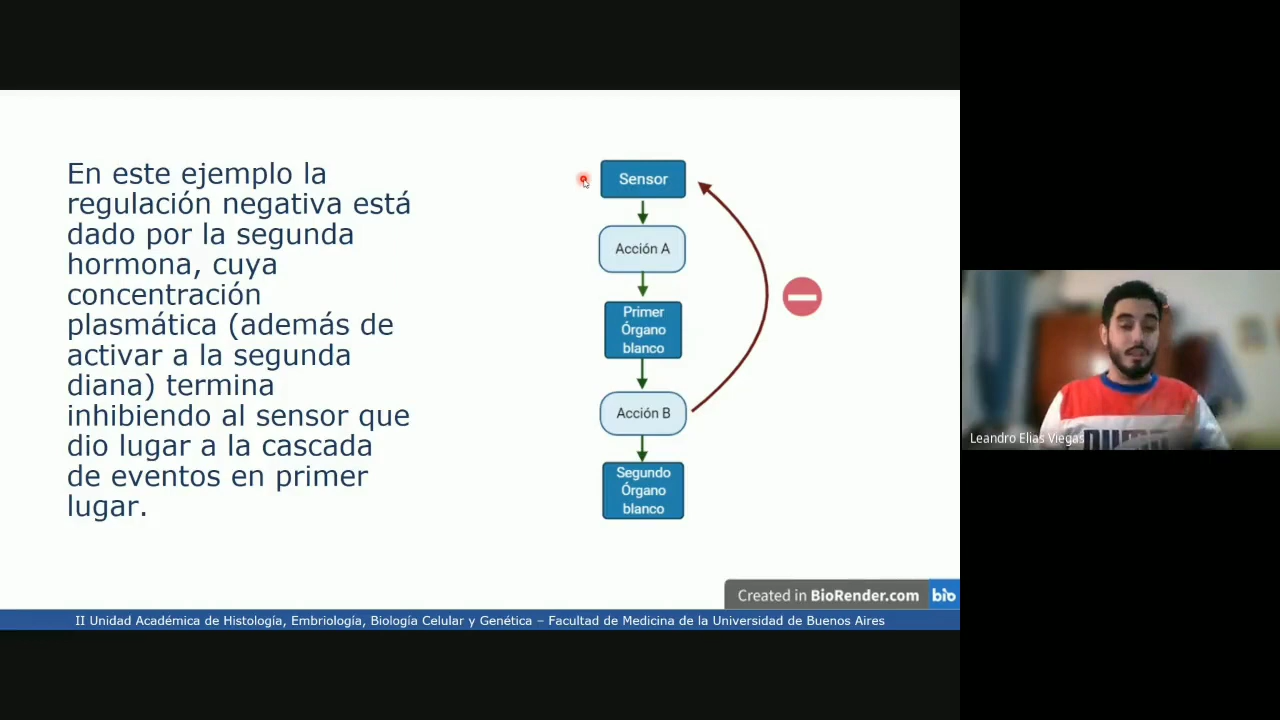 En este ejemplo la
regulación negativa está
dado por la segunda
hormona, cuya
concentración
plasmática (además de
activar a la segunda
diana) termina
inhibiendo al sensor que
dio lugar a la cascada
de eventos en primer
lugar.
Sensor
Acción A
Primer
Órgano
blanco
Acción B
Segundo
Órgano
blanco
Created in BioRender.com bio
II Unidad Académica de Histología, Embriología, Biología Celular y Genética – Facultad de Medicina de la Universidad de Buenos Aires
Leandro Elias Viegas